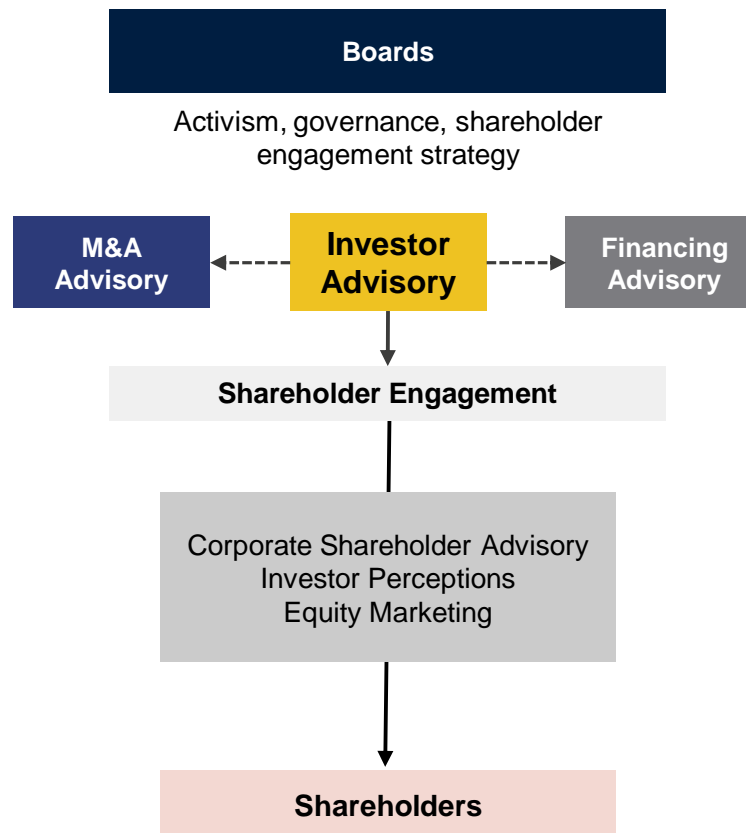 Boards
Activism, governance, shareholder
engagement strategy
M&A
Advisory
Investor
Advisory
Financing
Advisory
Shareholder Engagement
Corporate Shareholder Advisory
Investor Perceptions
Equity Marketing
Shareholders